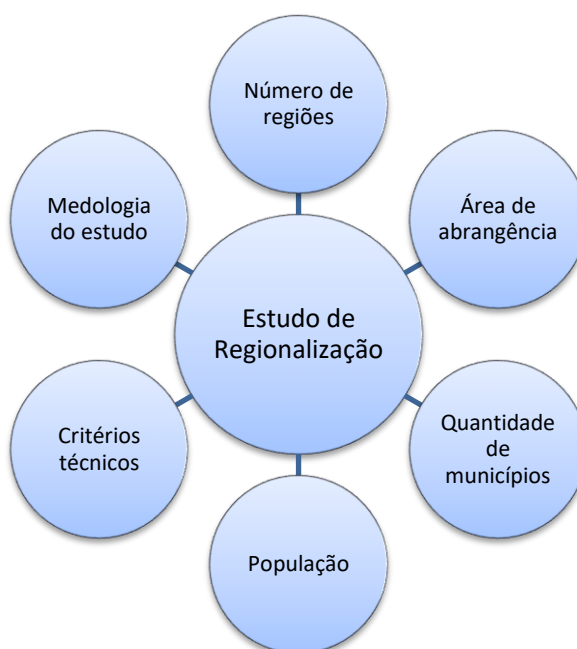 Número de
regiões
Medologia
do estudo
Área de
abrangência
Estudo de
Regionalização
Critérios
técnicos
Quantidade
de
municípios
População